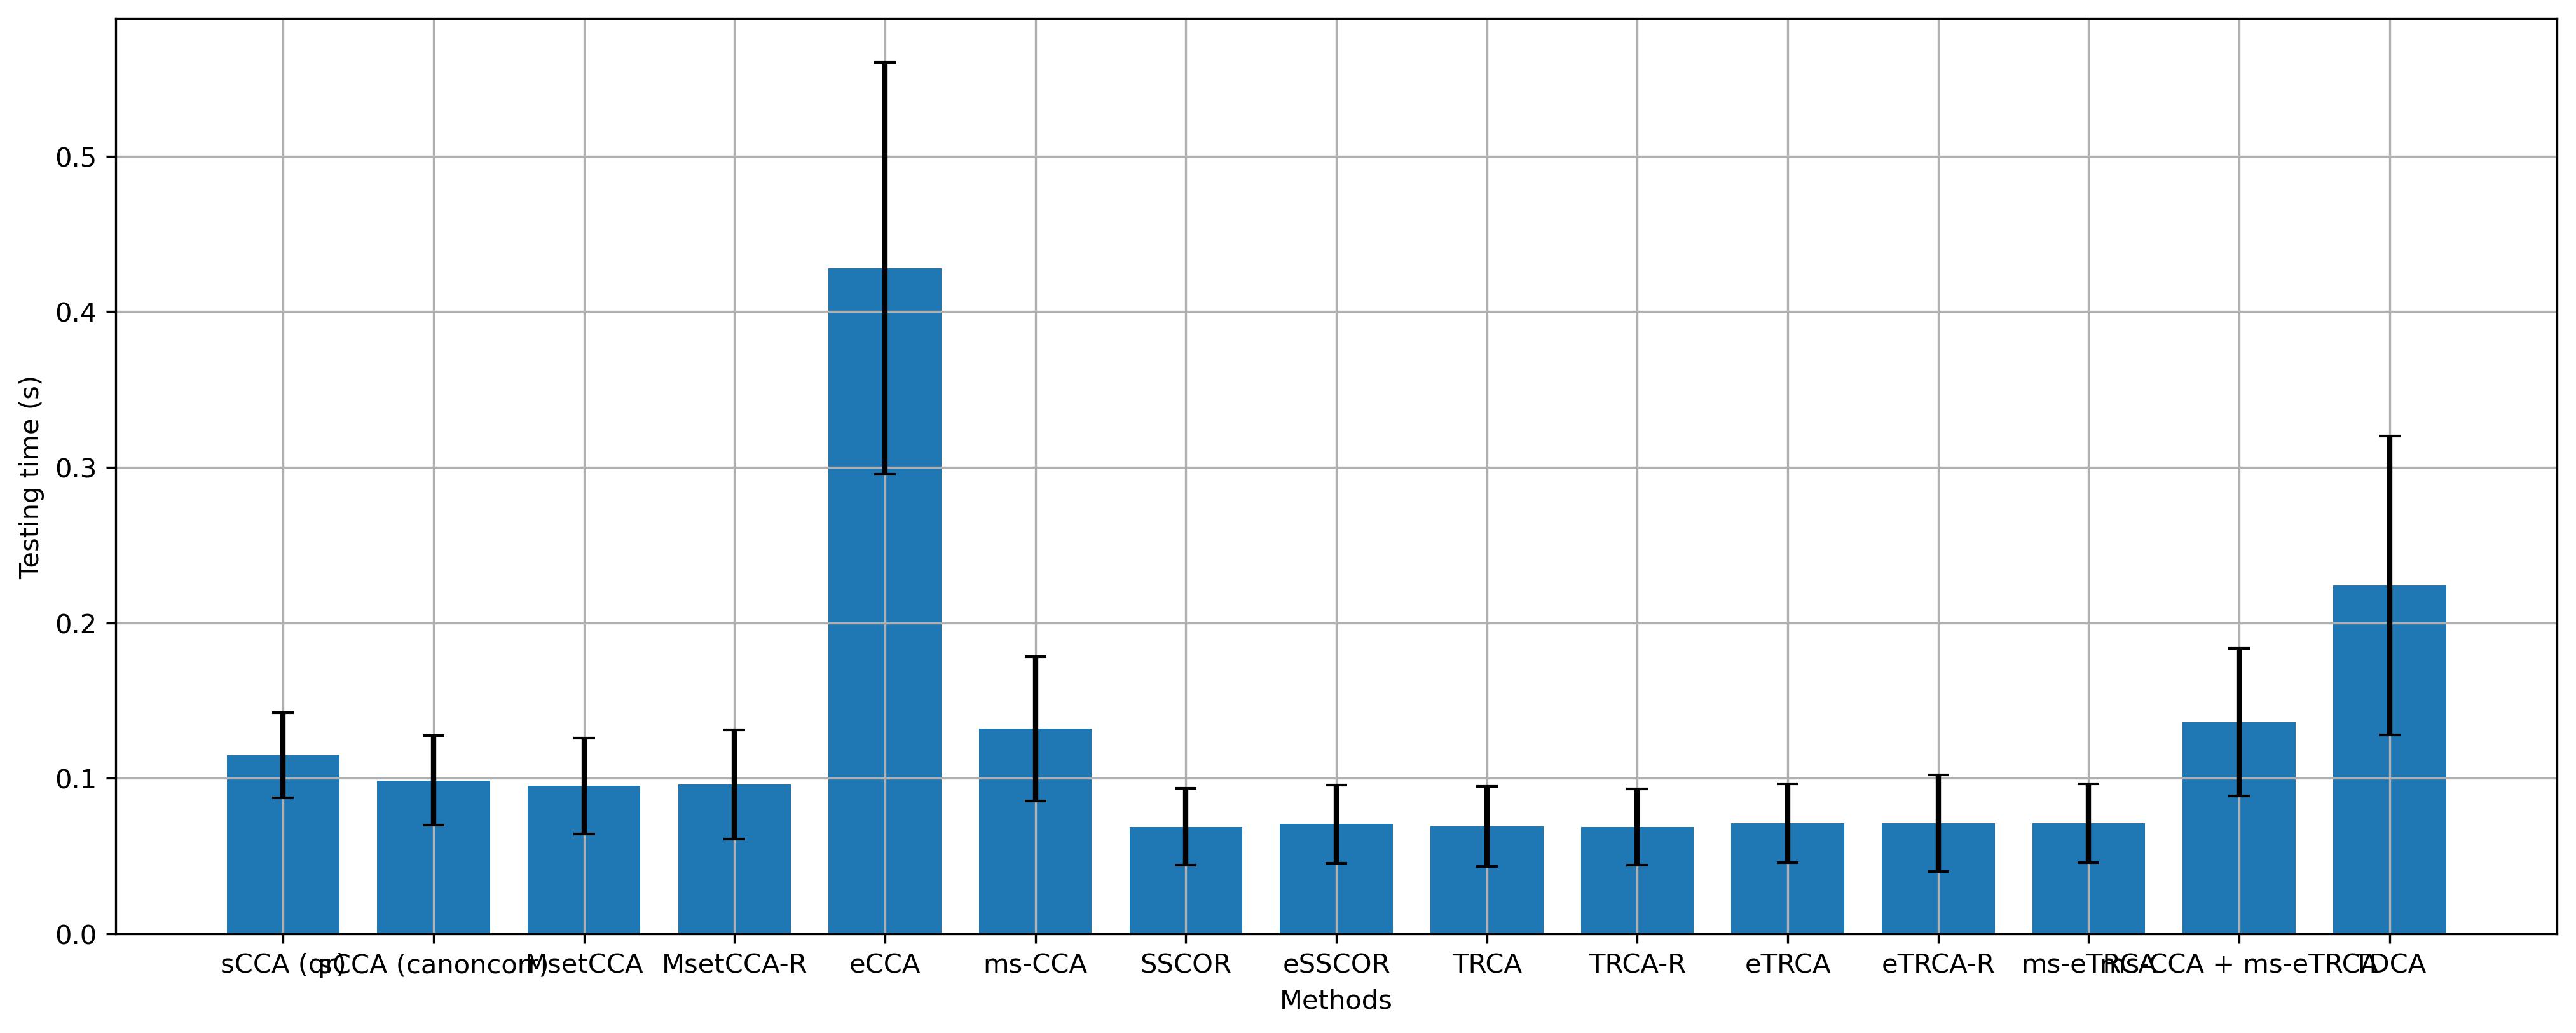 0.5
0.4
0.3
0.2
0.1
0.0
Testing time (s)
sCCA (qr) sCCA (canoncorr) MsetCCA MsetCCA-R eCCA ms-CCA SSCOR eSSCOR TRCA TRCA-R eTRCA eTRCA-R ms-eTRCA ms-CCA + ms-eTRCA TDCA
Methods